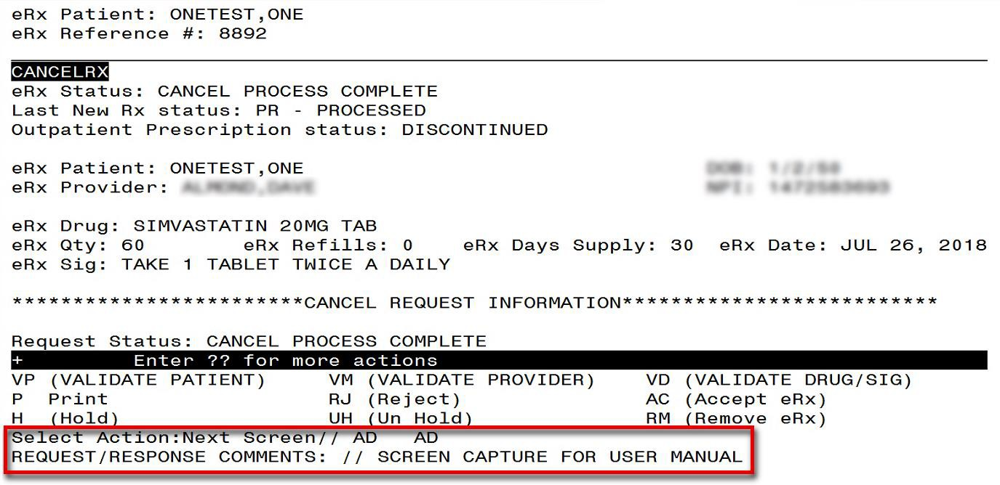 eRx Patient: ONETEST,ONE
eRx Reference #: 8892
CANCELRX
eRx Status: CANCEL PROCESS COMPLETE
Last New Rx status: PR - PROCESSED
Outpatient Prescription status: DISCONTINUED
eRx Patient: ONETEST,ONE
eRx Provider:
eRx Drug: SIMVASTATIN 20MG TAB
eRx Qty: 60 eRx Refills: 0 eRx Days Supply: 30 eRx Date: JUL 26, 2018
eRx Sig: TAKE 1 TABLET TWICE A DAILY
************************CANCEL REQUEST INFORMATION**************************
Request Status: CANCEL PROCESS COMPLETE
+ Enter ?? for more actions
VP (VALIDATE PATIENT) VM (VALIDATE PROVIDER) VD (VALIDATE DRUG/SIG)
P Print RJ (Reject) AC (Accept eRx)
H (Hold) UH (Un Hold) RM (Remove eRx)
Select Action:Next Screen// AD AD
REQUEST/RESPONSE COMMENTS: // SCREEN CAPTURE FOR USER MANUAL